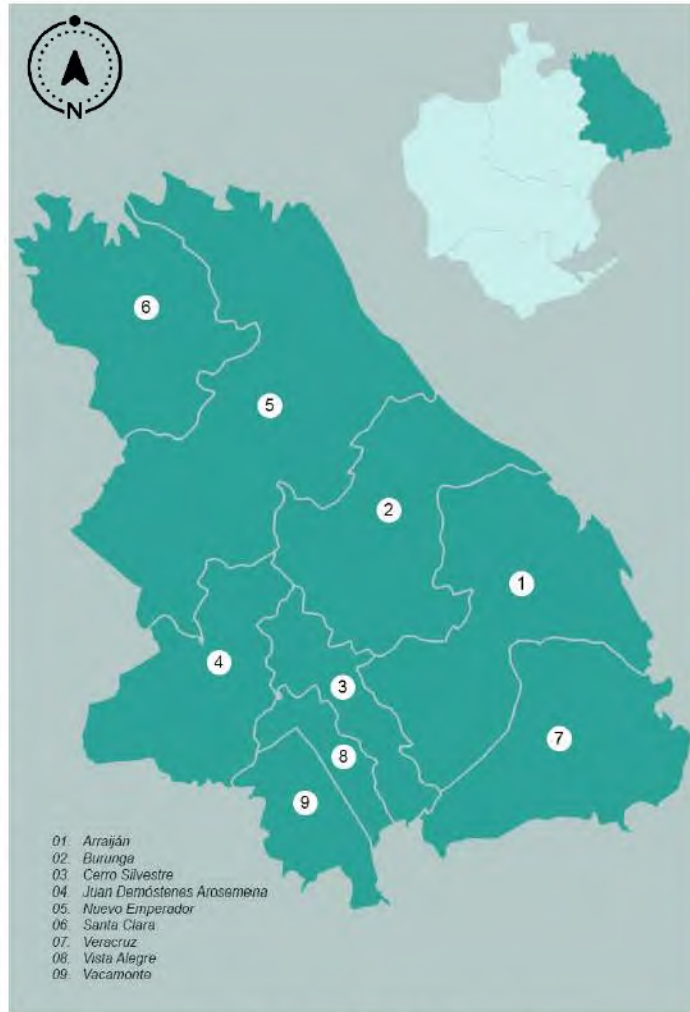 N
6
5
2
1
4
3
7
8
9
01. Arraiján
02. Burunga
03. Cerro Silvestre
04. Juan Demóstenes Arosemena
05. Nuevo Emperador
06. Santa Clara
07. Veracruz
08. Vista Alegre
09. Vacamonte